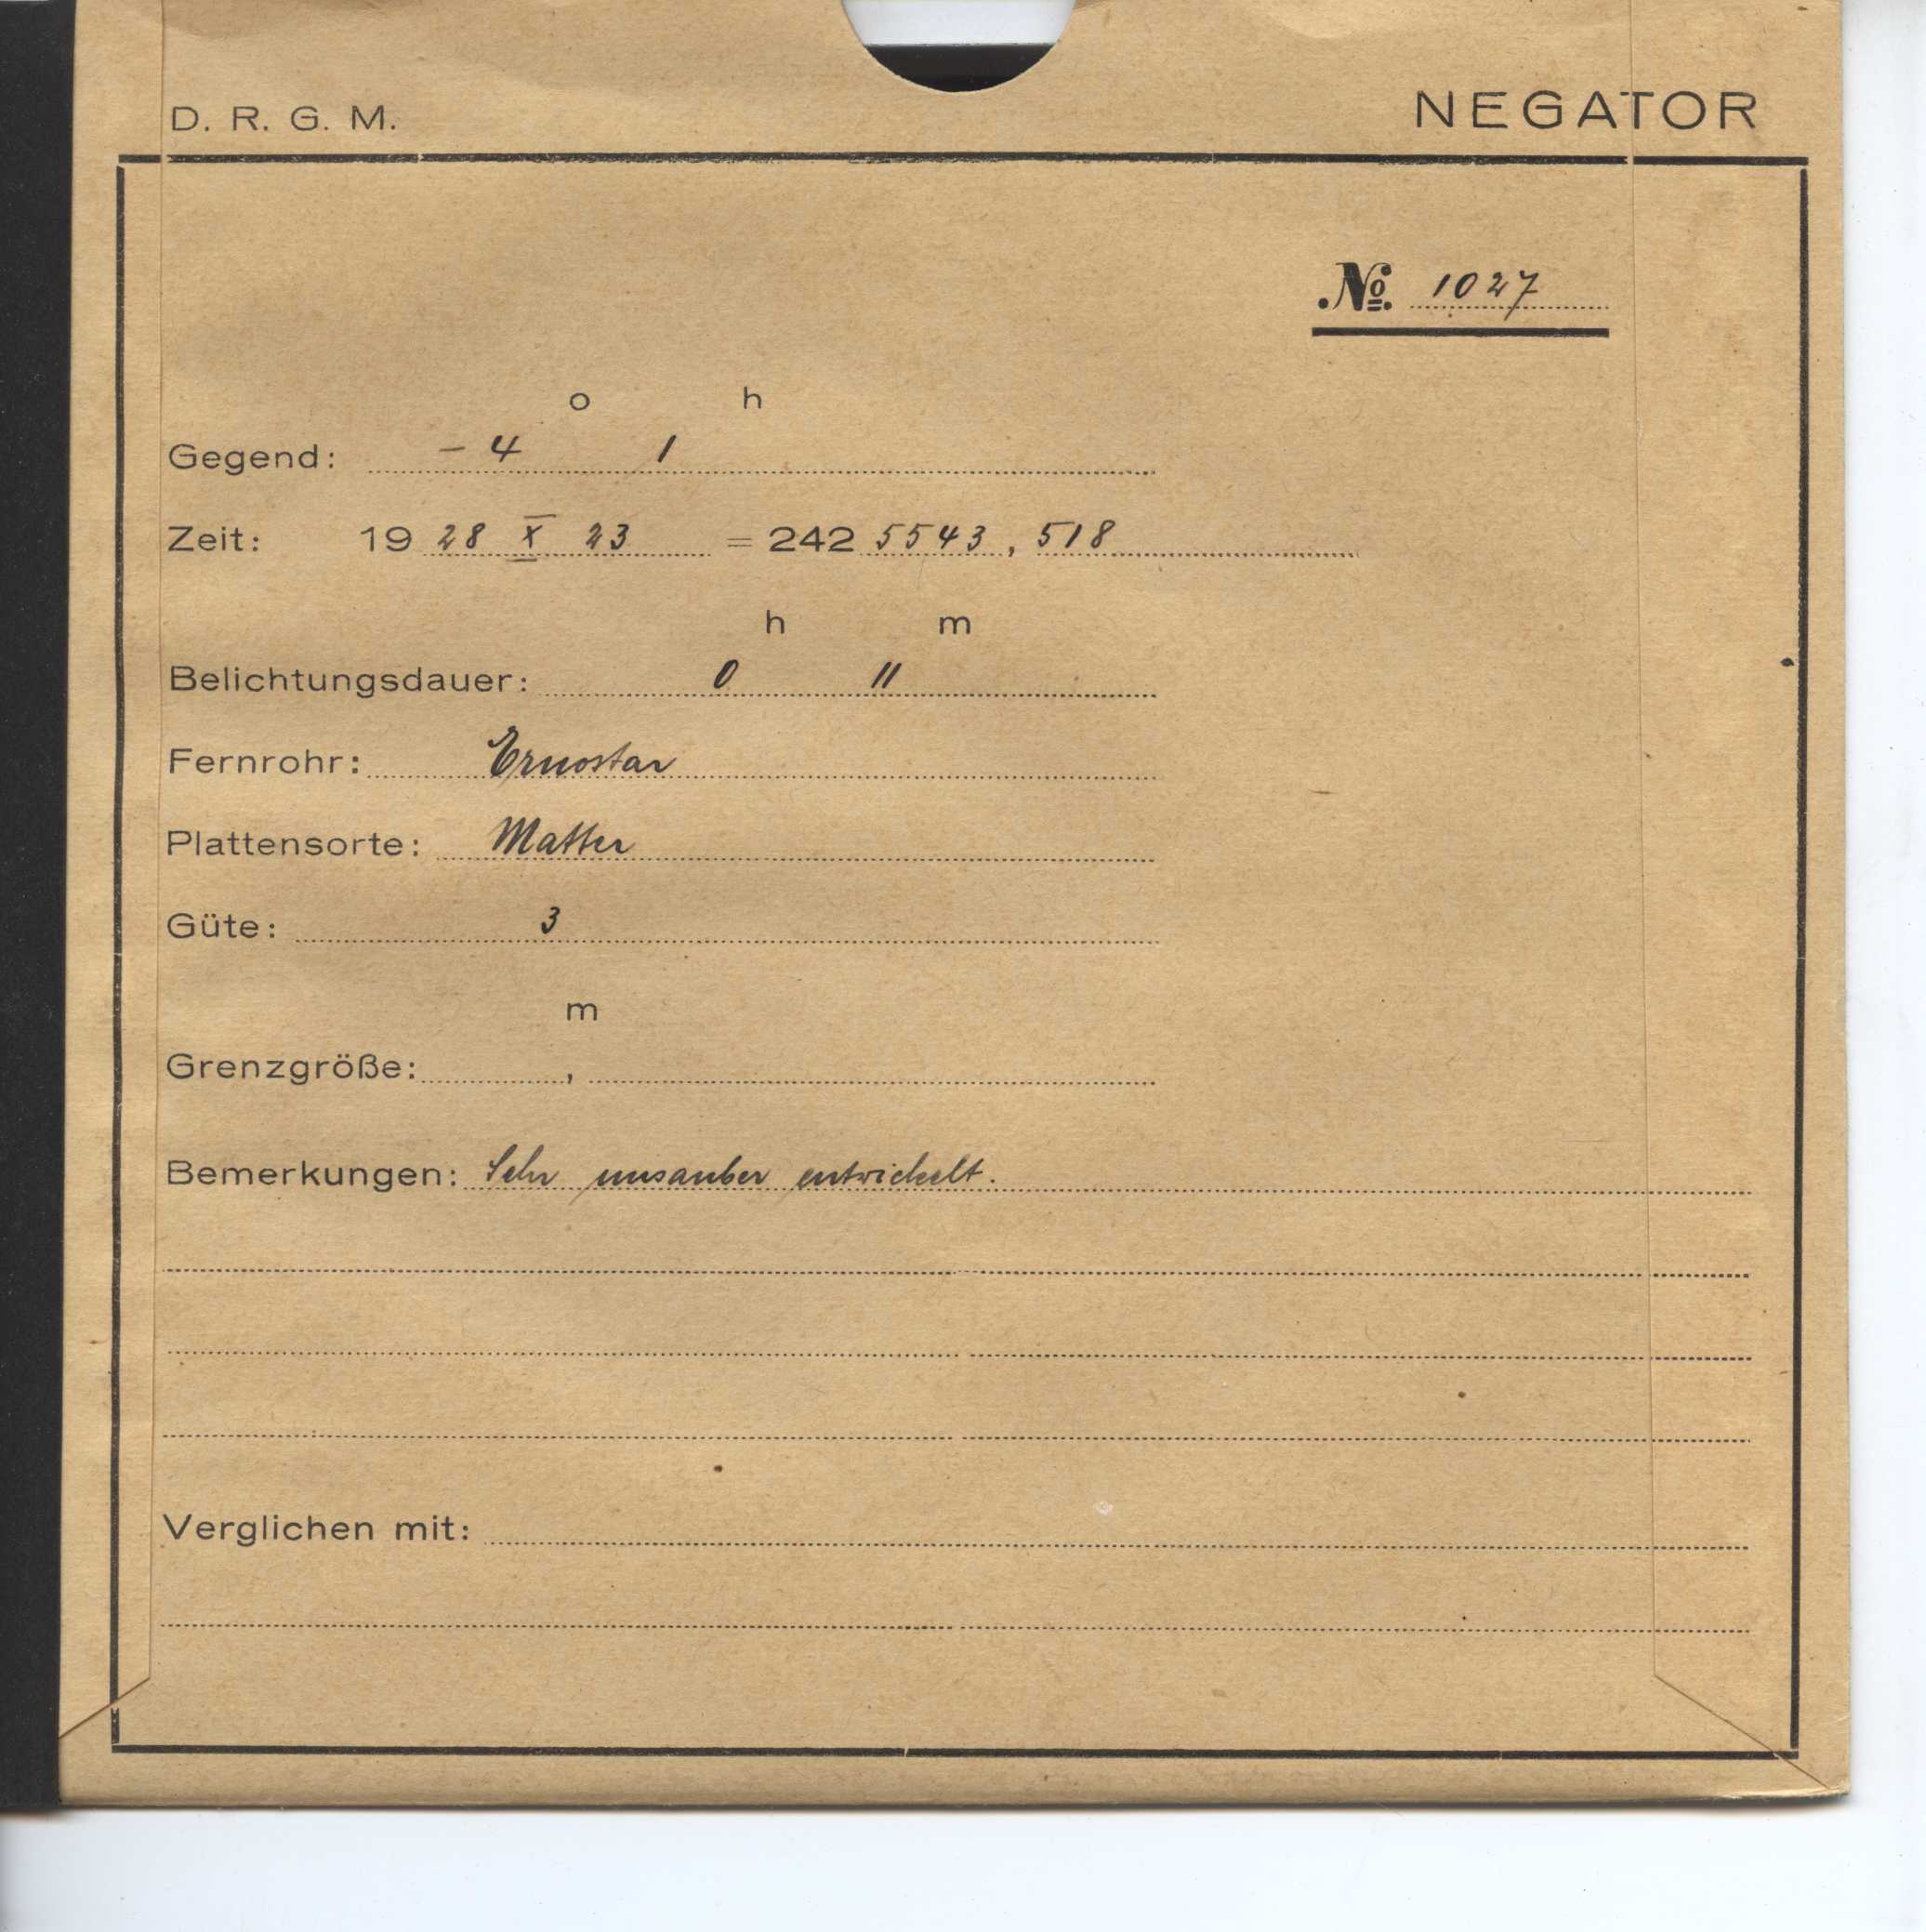 D. R. G. M. NEGATOR
№ 1027
o h
Gegend: - 4 1
Zeit: 19 28 X 23 = 242 5543, 518
h m
Belichtungsdauer: 0 11
Fernrohr: Ernostar
Plattensorte: Matter
Güte: 3
m
Grenzgröße: ,
Bemerkungen: Sehr unsauber entwickelt.
Verglichen mit: